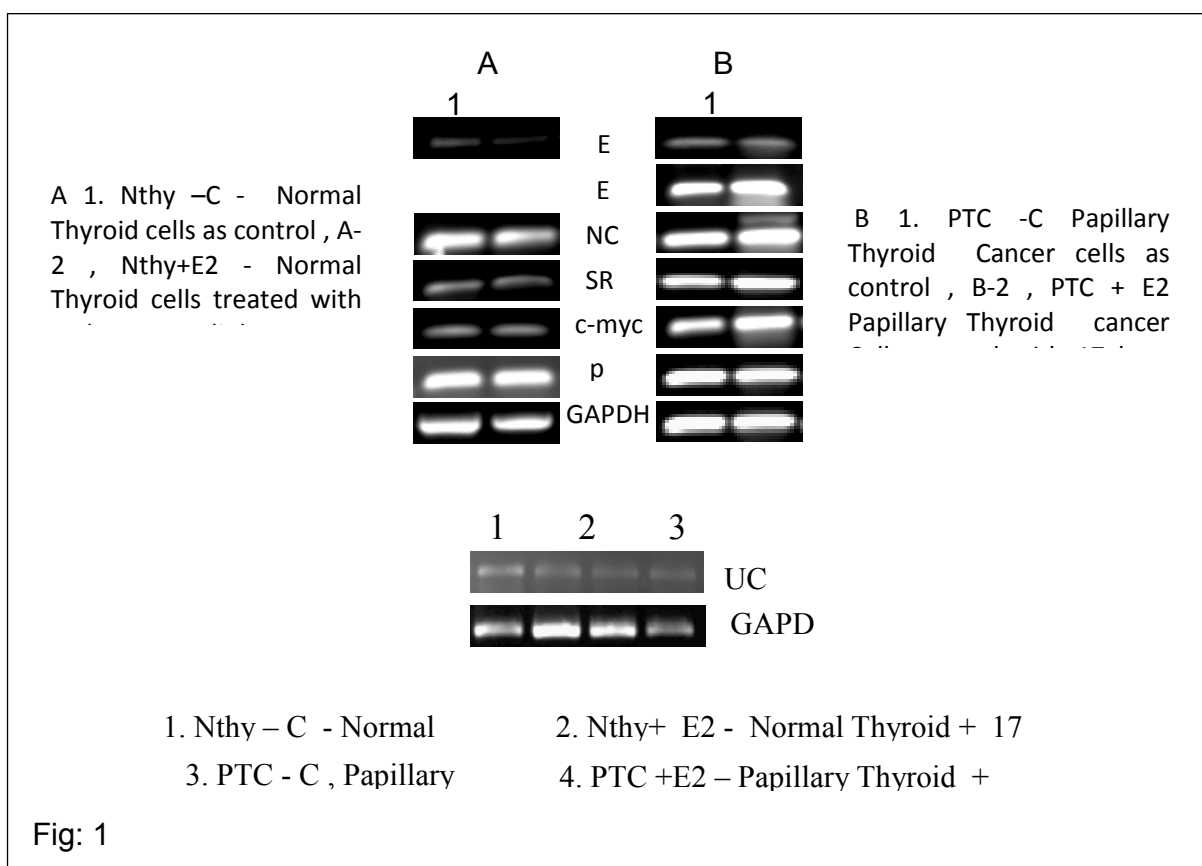 A
B
1
1
E
E
NC
SR
c-myc
p
GAPDH
A 1. Nthy –C - Normal
Thyroid cells as control , A-
2 , Nthy+E2 - Normal
Thyroid cells treated with
B 1. PTC -C Papillary
Thyroid Cancer cells as
control , B-2 , PTC + E2
Papillary Thyroid cancer
1 2 3
UC
GAPD
1. Nthy – C - Normal
2. Nthy+ E2 - Normal Thyroid + 17
3. PTC - C , Papillary
4. PTC +E2 – Papillary Thyroid +
Fig: 1